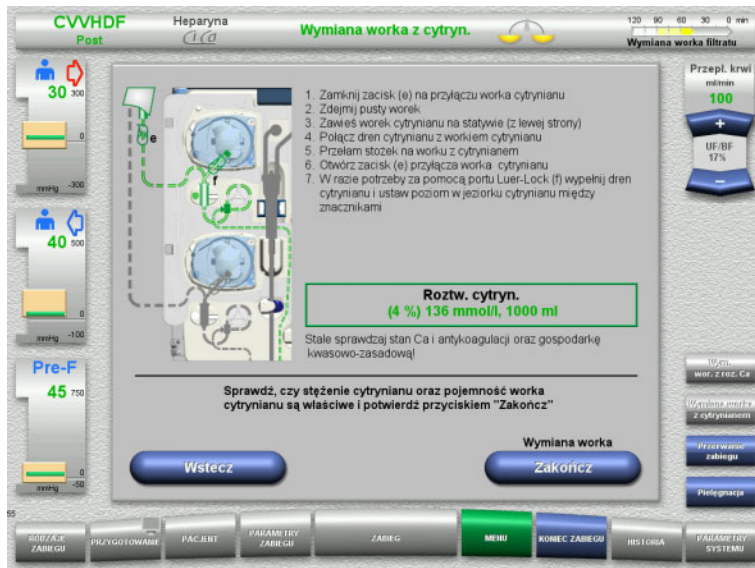 CVVHDF
Post
Heparyna
Wymiana worka z cytryn.
120 90 60 30 0 min
Wymiana worka filtratu
30 300
0
mmHg -300
40 500
0
mmHg -100
Pre-F
45 750
0
mmHg -50
1. Zamknij zacisk (e) na przyłączu worka cytrynianu
2. Zdejmij pusty worek
3. Zawieś worek cytrynianu na statywie (z lewej strony)
4. Połącz dren cytrynianu z workiem cytrynianu
5. Przełam stożek na worku z cytrynianem
6. Otwórz zacisk (e) przyłącza worka cytrynianu
7. W razie potrzeby za pomocą portu Luer-Lock (f) wypełnij dren
cytrynianu i ustaw poziom w jeziorku cytrynianu między
znacznikami
e
f
Roztw. cytryn.
(4 %) 136 mmol/l, 1000 ml
Stale sprawdzaj stan Ca i antykoagulacji oraz gospodarkę
kwasowo-zasadową!
Sprawdź, czy stężenie cytrynianu oraz pojemność worka
cytrynianu są właściwe i potwierdź przyciskiem "Zakończ"
Wstecz
Wymiana worka
Zakończ
Przepł. krwi
ml/min
100
+
UF/BF
17%
−
Wym.
wor. z roz. Ca
Wymiana worka
z cytrynianem
Przerwanie
zabiegu
Pielęgnacja
55
RODZAJE
ZABIEGU
PRZYGOTOWANIE
PACJENT
PARAMETRY
ZABIEGU
ZABIEG
MENU
KONIEC ZABIEGU
HISTORIA
PARAMETRY
SYSTEMU